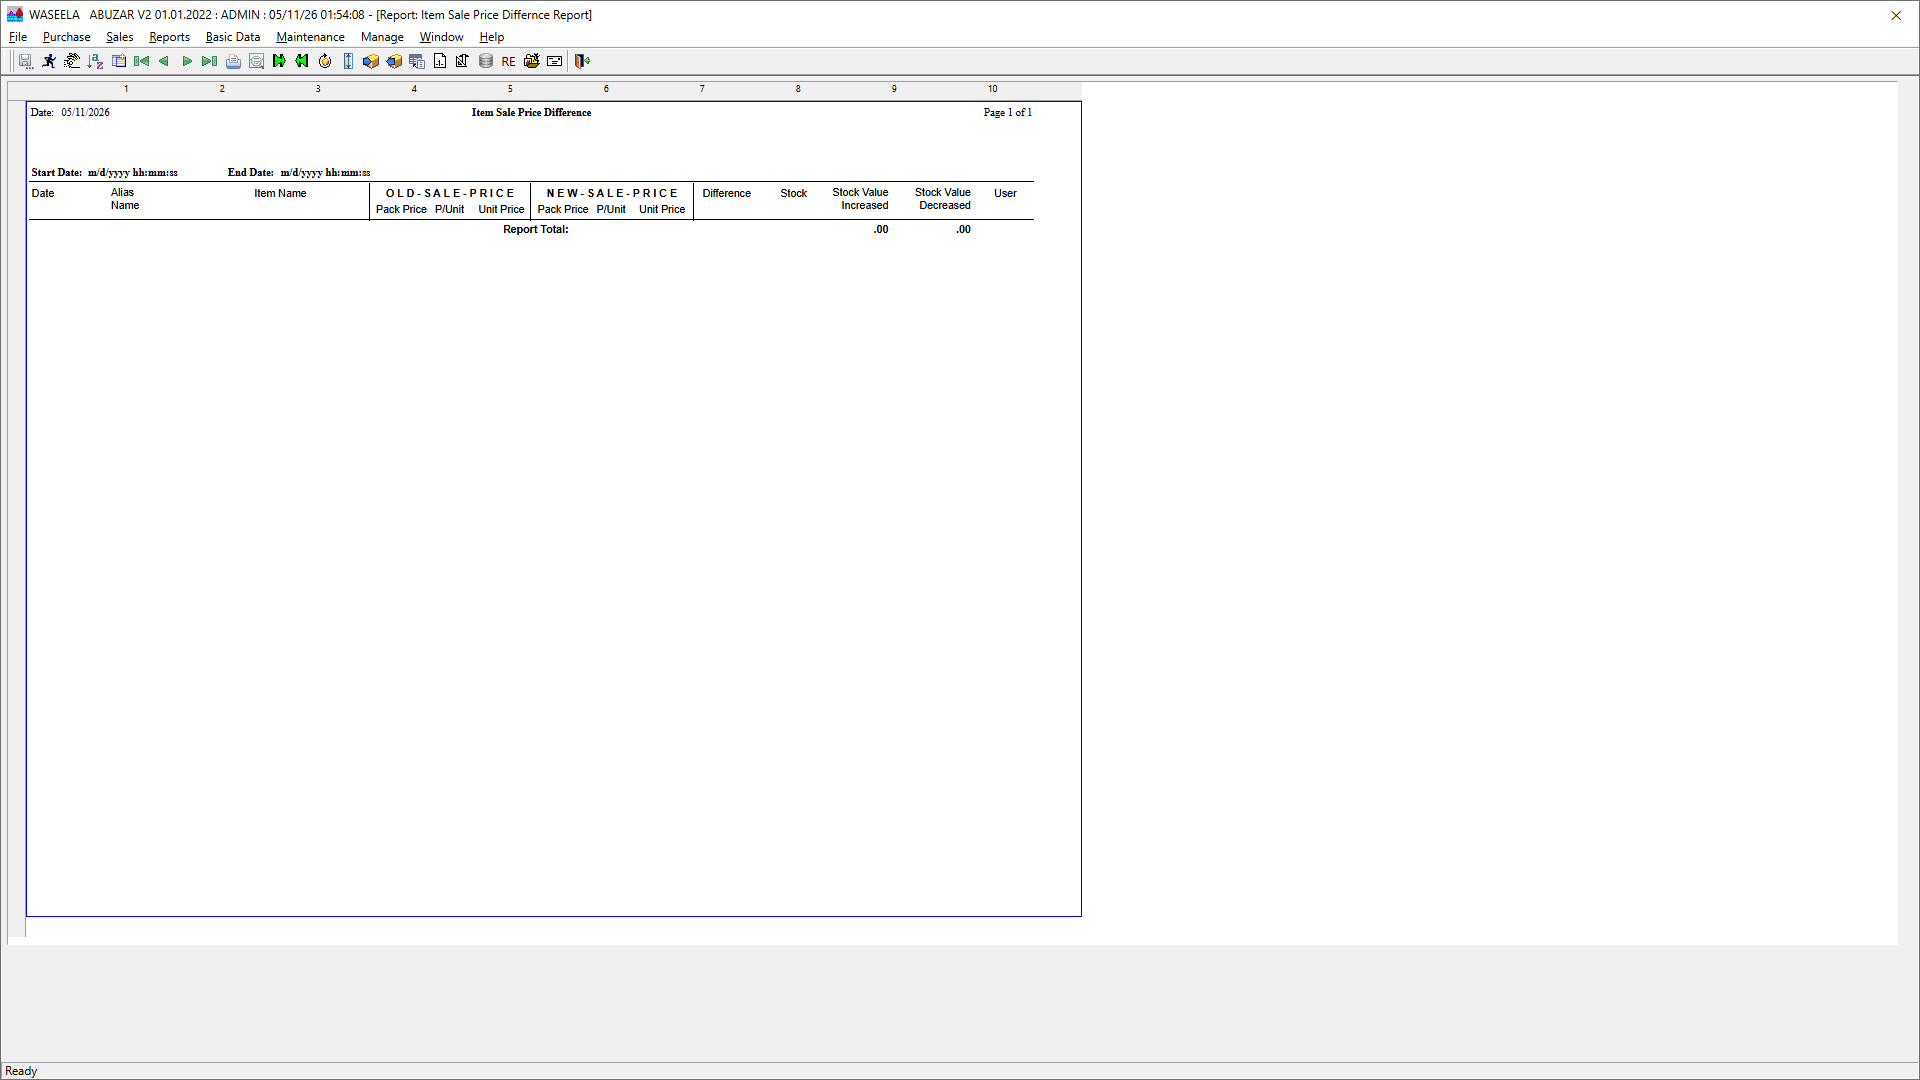 WASEELA   ABUZAR V2 01.01.2022 : ADMIN : 05/11/26 01:54:08 - [Report: Item Sale Price Differnce Report]
File Purchase Sales Reports Basic Data Maintenance Manage Window Help
RE
1 2 3 4 5 6 7 8 9 10
Date: 05/11/2026 Item Sale Price Difference Page 1 of 1
Start Date: m/d/yyyy hh:mm:ss End Date: m/d/yyyy hh:mm:ss
Date Alias Name Item Name OLD-SALE-PRICE NEW-SALE-PRICE Difference Stock Stock Value Increased Stock Value Decreased User
Pack Price P/Unit Unit Price Pack Price P/Unit Unit Price
Report Total: .00 .00
Ready